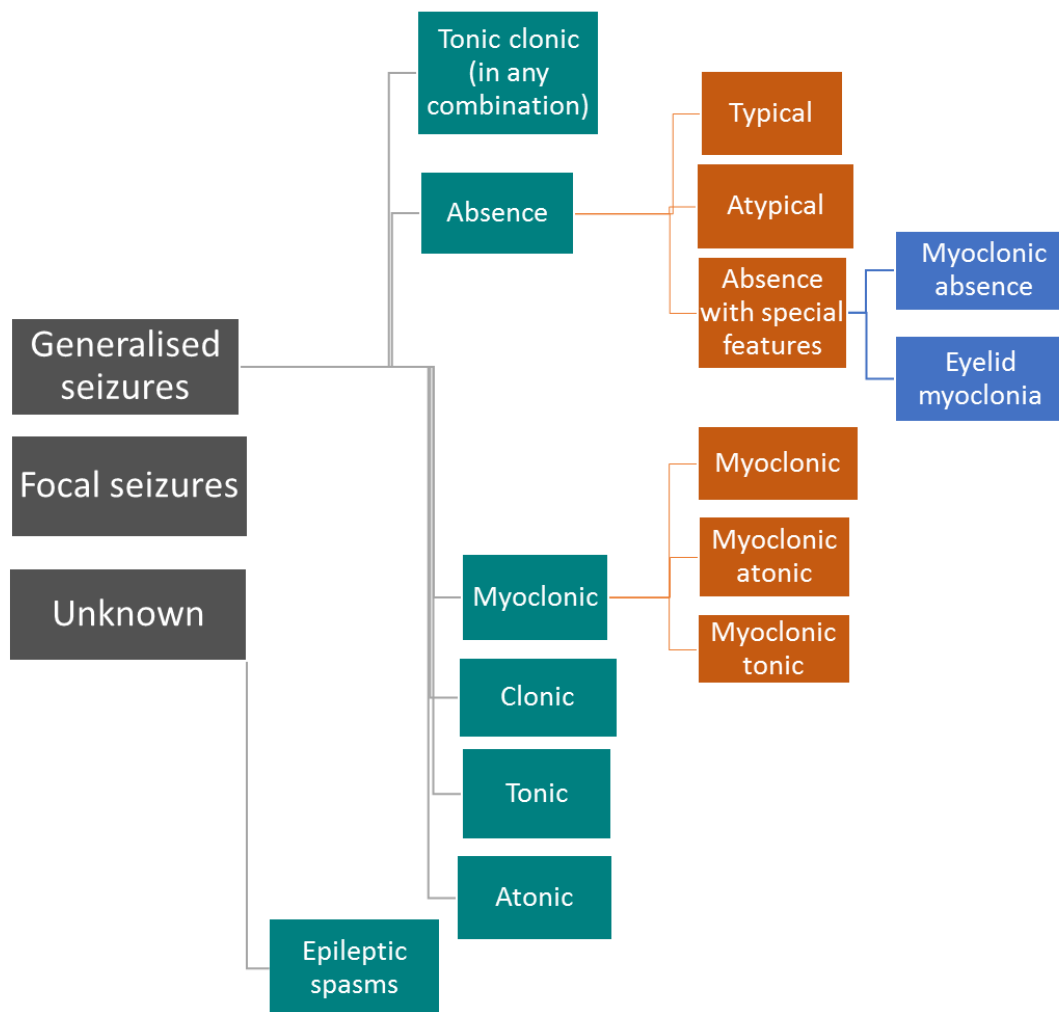 Tonic clonic
(in any
combination)
Typical
Absence
Atypical
Absence
with special
features
Myoclonic
absence
Eyelid
myoclonia
Generalised
seizures
Focal seizures
Unknown
Myoclonic
Myoclonic
Myoclonic
atonic
Myoclonic
tonic
Clonic
Tonic
Atonic
Epileptic
spasms